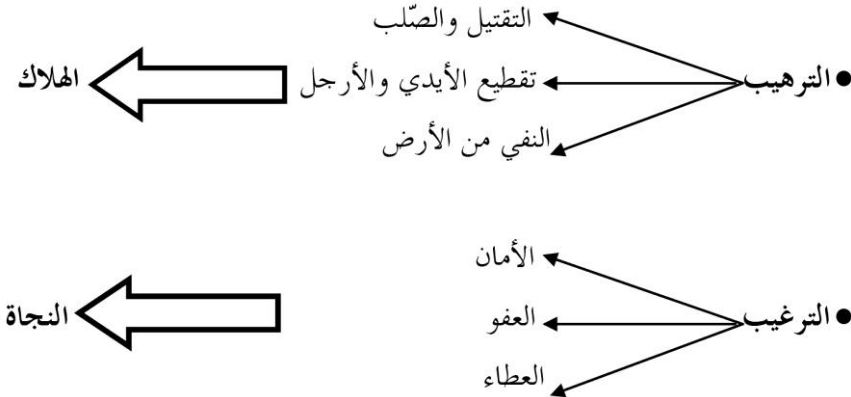 التقتيل والصّلب
• الترهيب تقطيع الأيدي والأرجل الهلاك
النفي من الأرض
الأمان
• الترغيب العفو النجاة
العطاء